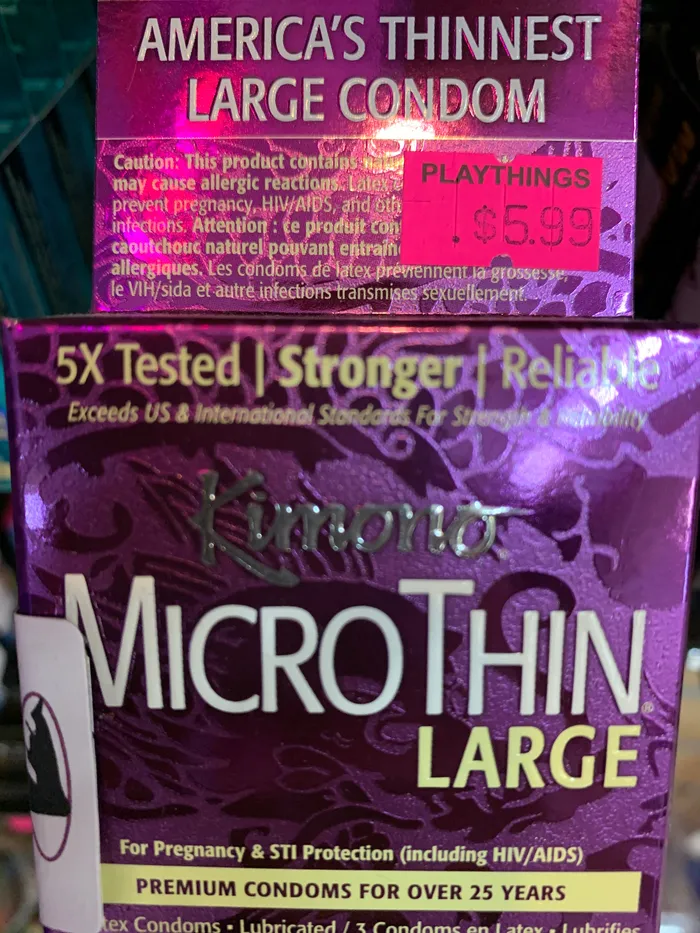 AMERICA'S THINNEST
LARGE CONDOM
Caution: This product contains
may cause allergic reactions. Latex
prevent pregnancy, HIV/AIDS, and
infections. Attention : ce produit
caoutchouc naturel pouvant
allergiques. Les condoms de latex préviennent la grossesse,
le VIH/sida et autre infections transmises sexuellement.
PLAYTHINGS
$5.99
5X Tested | Stronger | Reliable
Exceeds US & International Standards For Strength & Reliability
Kimono
MICROTHIN®
LARGE
For Pregnancy & STI Protection (including HIV/AIDS)
PREMIUM CONDOMS FOR OVER 25 YEARS
Condoms • Lubricated / 3 Condoms en Latex • Lubrifiés